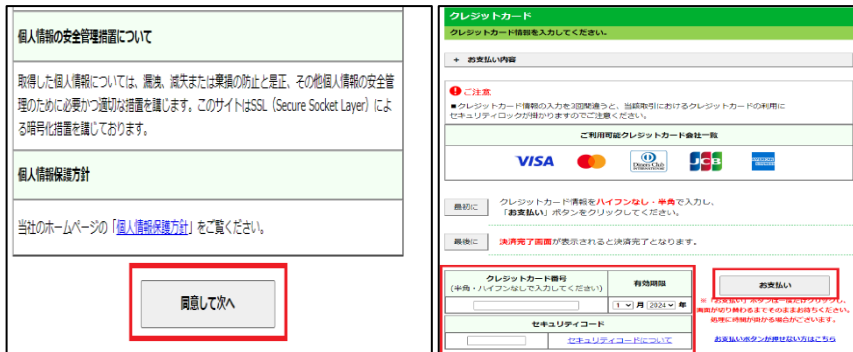 個人情報の安全管理措置について
取得した個人情報については、漏洩、滅失または棄損の防止と是正、その他個人情報の安全管
理のために必要かつ適切な措置を講じます。このサイトはSSL（Secure Socket Layer）によ
る暗号化措置を講じております。
個人情報保護方針
当社のホームページの「個人情報保護方針」をご覧ください。
同意して次へ
クレジットカード
クレジットカード情報を入力してください。
+ お支払い内容
ご注意
■クレジットカード情報の入力を3回間違うと、当該取引におけるクレジットカードの利用に
セキュリティロックが掛かりますのでご注意ください。
ご利用可能クレジットカード会社一覧
VISA
Diners Club
INTERNATIONAL
JCB
最初に
クレジットカード情報をハイフンなし・半角で入力し、
「お支払い」ボタンをクリックしてください。
最後に
決済完了画面が表示されると決済完了となります。
クレジットカード番号
(半角・ハイフンなしで入力してください)
有効期限
1 月 2024 年
セキュリティコード
セキュリティコードについて
お支払い
※「お支払い」ボタンは一度だけクリックし、
画面が切り替わるまでそのままお待ちください。
処理に時間が掛かる場合がございます。
お支払いボタンが押せない方はこちら